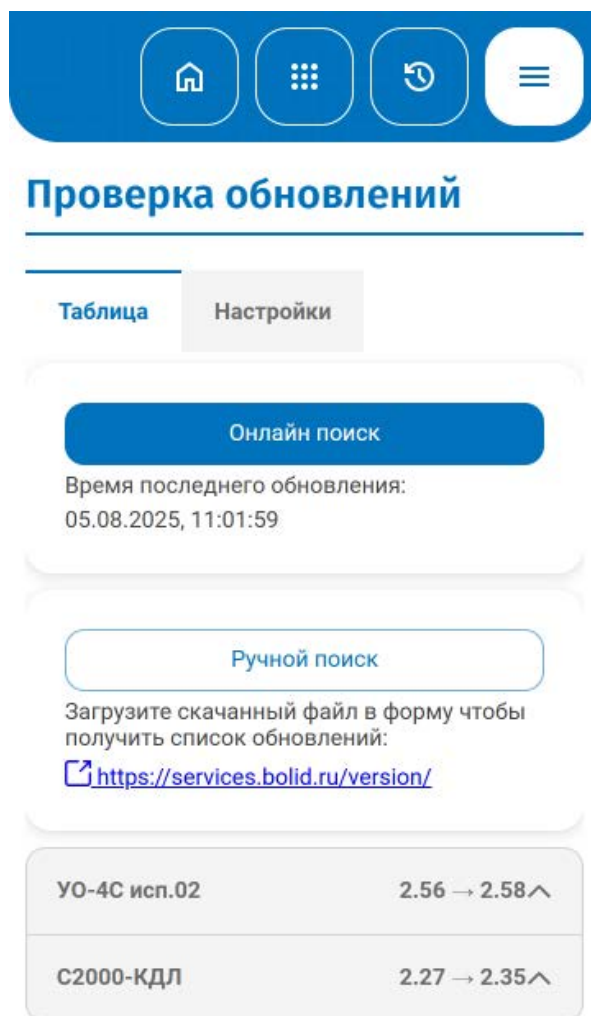 Проверка обновлений
Таблица
Настройки
Онлайн поиск
Время последнего обновления:
05.08.2025, 11:01:59
Ручной поиск
Загрузите скачанный файл в форму чтобы
получить список обновлений:
https://services.bolid.ru/version/
УО-4С исп.02 2.56 → 2.58
С2000-КДЛ 2.27 → 2.35